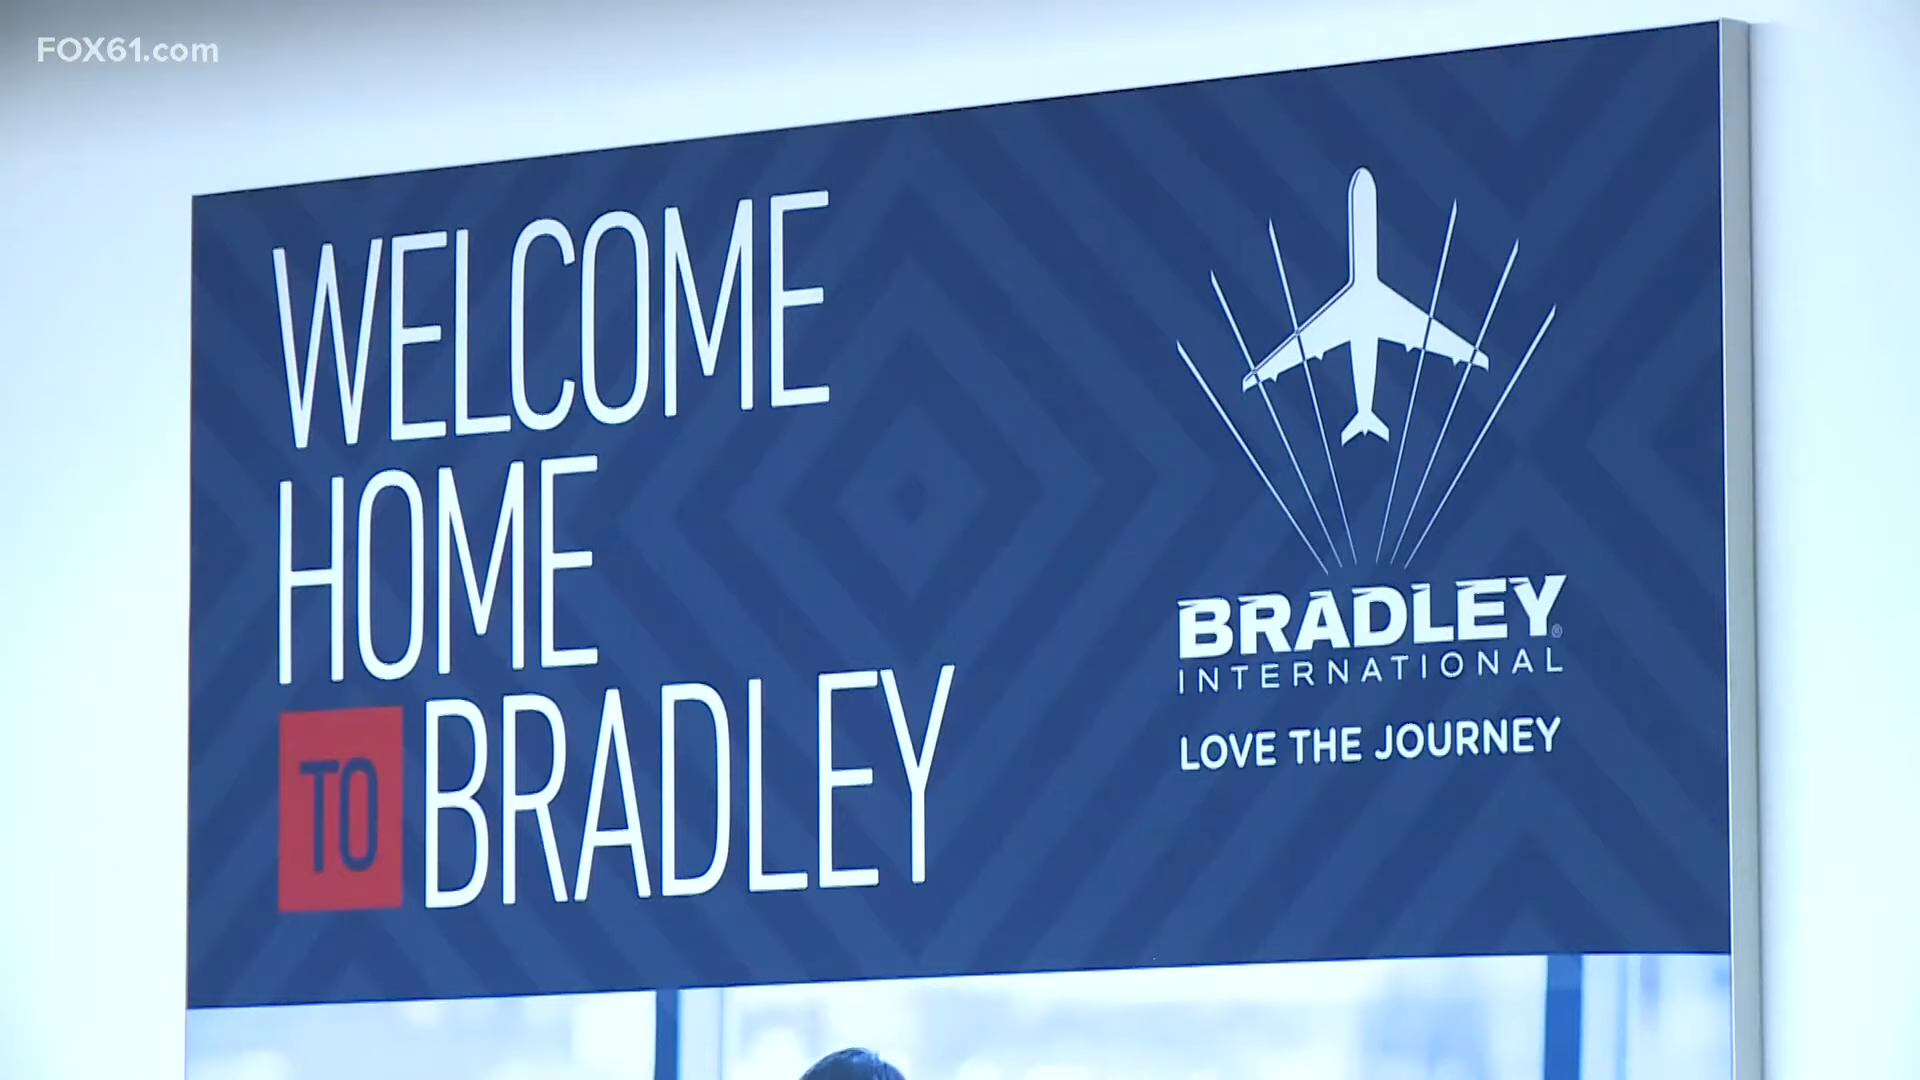 FOX61.com
WELCOME
HOME
TO BRADLEY
BRADLEY®
INTERNATIONAL
LOVE THE JOURNEY